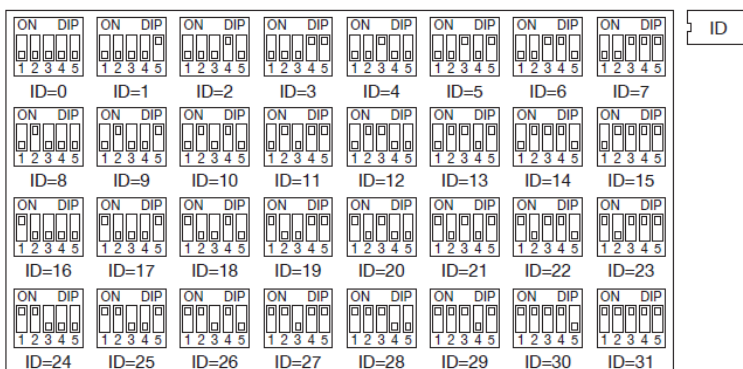 ON DIP ON DIP ON DIP ON DIP ON DIP ON DIP ON DIP ON DIP ID
1 2 3 4 5 1 2 3 4 5 1 2 3 4 5 1 2 3 4 5 1 2 3 4 5 1 2 3 4 5 1 2 3 4 5 1 2 3 4 5
ID=0 ID=1 ID=2 ID=3 ID=4 ID=5 ID=6 ID=7
ON DIP ON DIP ON DIP ON DIP ON DIP ON DIP ON DIP ON DIP
1 2 3 4 5 1 2 3 4 5 1 2 3 4 5 1 2 3 4 5 1 2 3 4 5 1 2 3 4 5 1 2 3 4 5 1 2 3 4 5
ID=8 ID=9 ID=10 ID=11 ID=12 ID=13 ID=14 ID=15
ON DIP ON DIP ON DIP ON DIP ON DIP ON DIP ON DIP ON DIP
1 2 3 4 5 1 2 3 4 5 1 2 3 4 5 1 2 3 4 5 1 2 3 4 5 1 2 3 4 5 1 2 3 4 5 1 2 3 4 5
ID=16 ID=17 ID=18 ID=19 ID=20 ID=21 ID=22 ID=23
ON DIP ON DIP ON DIP ON DIP ON DIP ON DIP ON DIP ON DIP
1 2 3 4 5 1 2 3 4 5 1 2 3 4 5 1 2 3 4 5 1 2 3 4 5 1 2 3 4 5 1 2 3 4 5 1 2 3 4 5
ID=24 ID=25 ID=26 ID=27 ID=28 ID=29 ID=30 ID=31